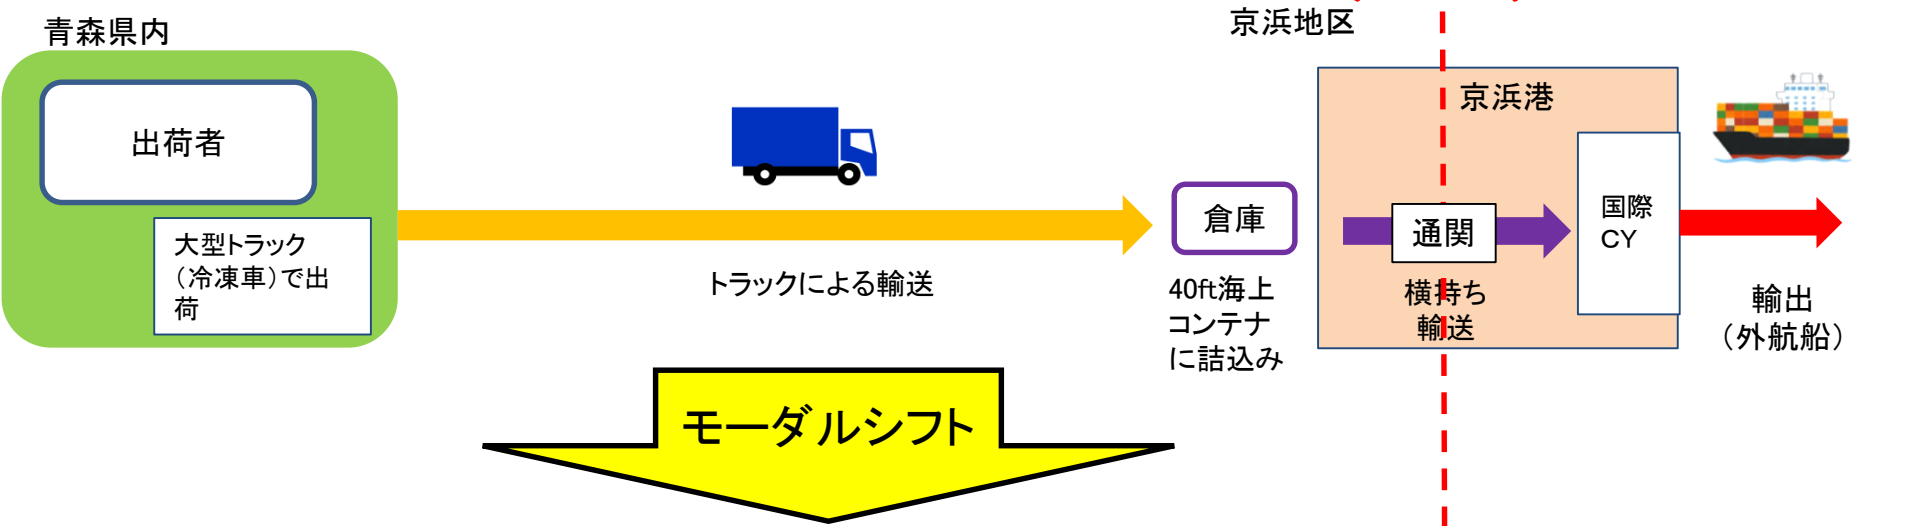 青森県内
出荷者
大型トラック
（冷凍車）で出
荷
トラックによる輸送
京浜地区
倉庫
40ft海上
コンテナ
に詰込み
京浜港
通関
横持ち
輸送
国際
CY
輸出
（外航船）
モーダルシフト